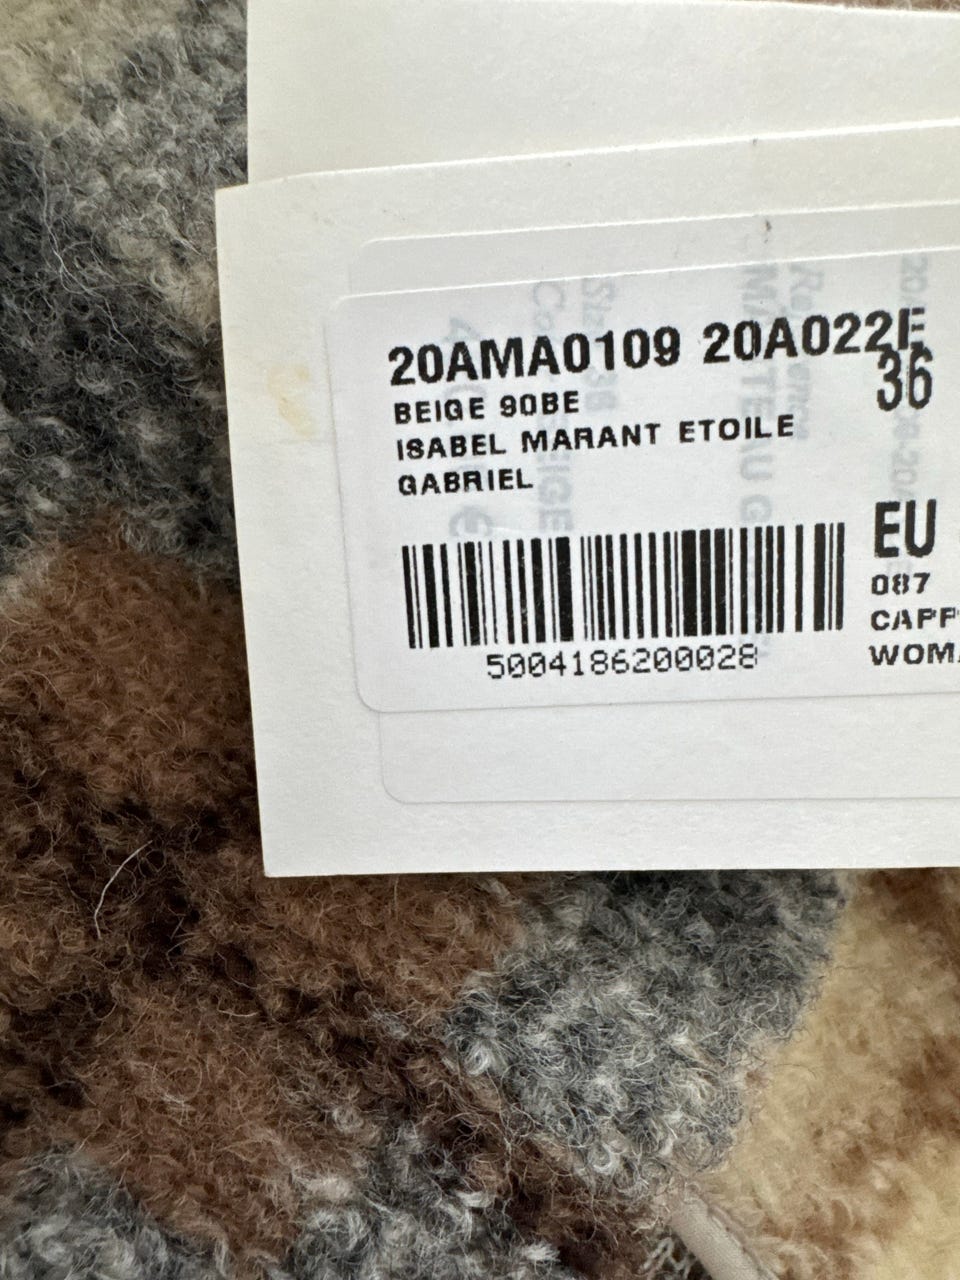 20AMA0109 20A022E
36
BEIGE 90BE
ISABEL MARANT ETOILE
GABRIEL
EU
087
5004186200028